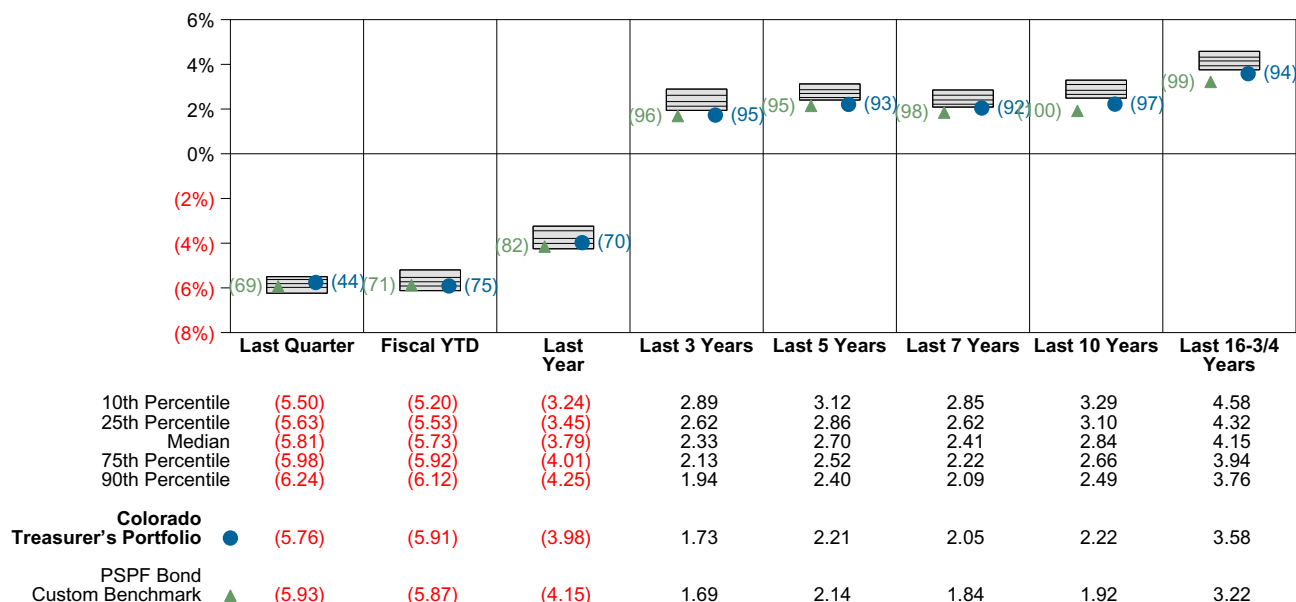 6%
4%
2%
0%
(2%)
(4%)
(6%)
(8%)
(69) (44)
(71) (75)
(82) (70)
(96) (95)
(95) (93)
(98) (92)
(100) (97)
(99) (94)
Last Quarter Fiscal YTD Last Year Last 3 Years Last 5 Years Last 7 Years Last 10 Years Last 16-3/4 Years
10th Percentile (5.50) (5.20) (3.24) 2.89 3.12 2.85 3.29 4.58
25th Percentile (5.63) (5.53) (3.45) 2.62 2.86 2.62 3.10 4.32
Median (5.81) (5.73) (3.79) 2.33 2.70 2.41 2.84 4.15
75th Percentile (5.98) (5.92) (4.01) 2.13 2.52 2.22 2.66 3.94
90th Percentile (6.24) (6.12) (4.25) 1.94 2.40 2.09 2.49 3.76
Colorado
Treasurer's Portfolio (5.76) (5.91) (3.98) 1.73 2.21 2.05 2.22 3.58
PSPF Bond
Custom Benchmark (5.93) (5.87) (4.15) 1.69 2.14 1.84 1.92 3.22